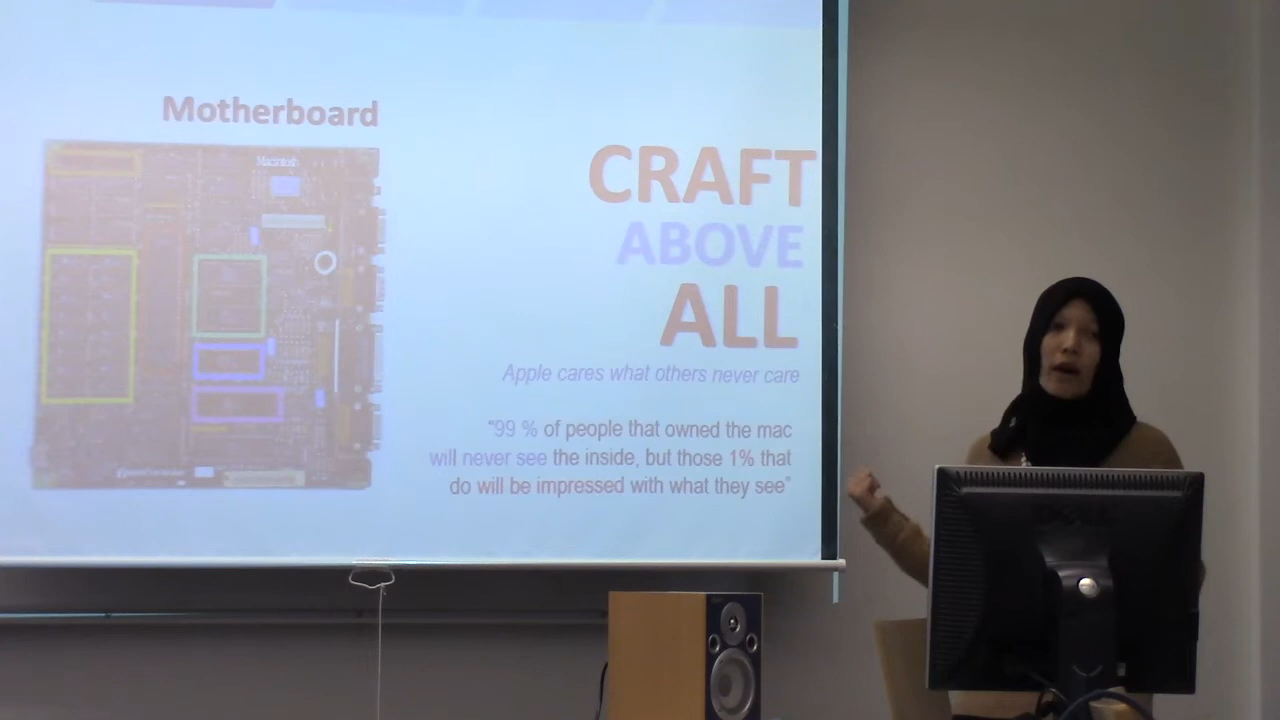 Motherboard
Macintosh
CRAFT
ABOVE
ALL
Apple cares what others never care
"99 % of people that owned the mac
will never see the inside, but those 1% that
do will be impressed with what they see"